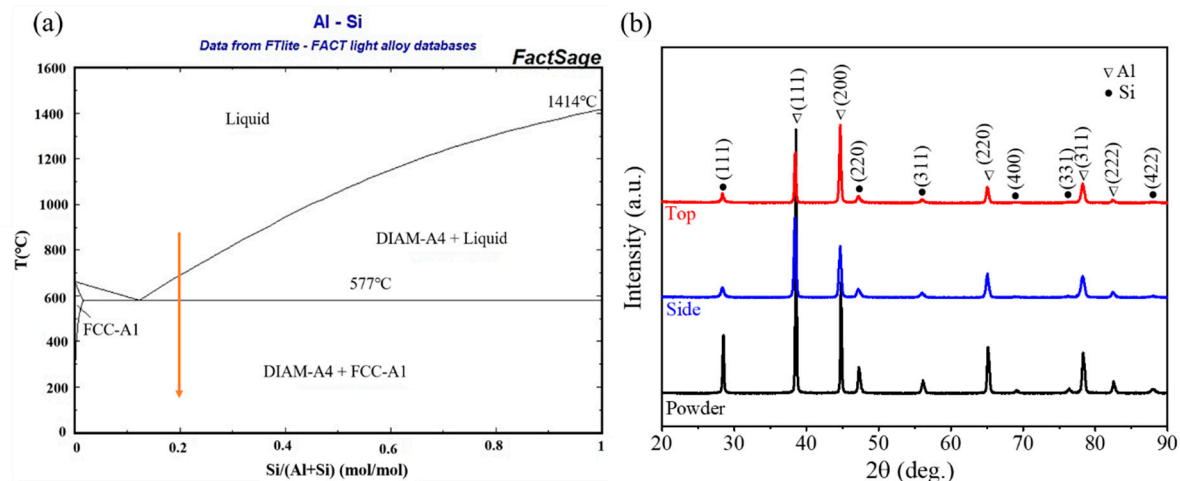 (a)
Al - Si
Data from FTlite - FACT light alloy databases
FactSage
1600
1400
1200
1000
800
600
400
200
0
T(℃)
1414℃
Liquid
DIAM-A4 + Liquid
577℃
FCC-A1
DIAM-A4 + FCC-A1
0
0.2
0.4
0.6
0.8
1
Si/(Al+Si) (mol/mol)
(b)
▽ Al
● Si
Intensity (a.u.)
●(111)
▽(111)
▽(200)
●(220)
●(311)
▽(220)
●(400)
●(331)
▽(311)
▽(222)
●(422)
Top
Side
Powder
20
30
40
50
60
70
80
90
2θ (deg.)